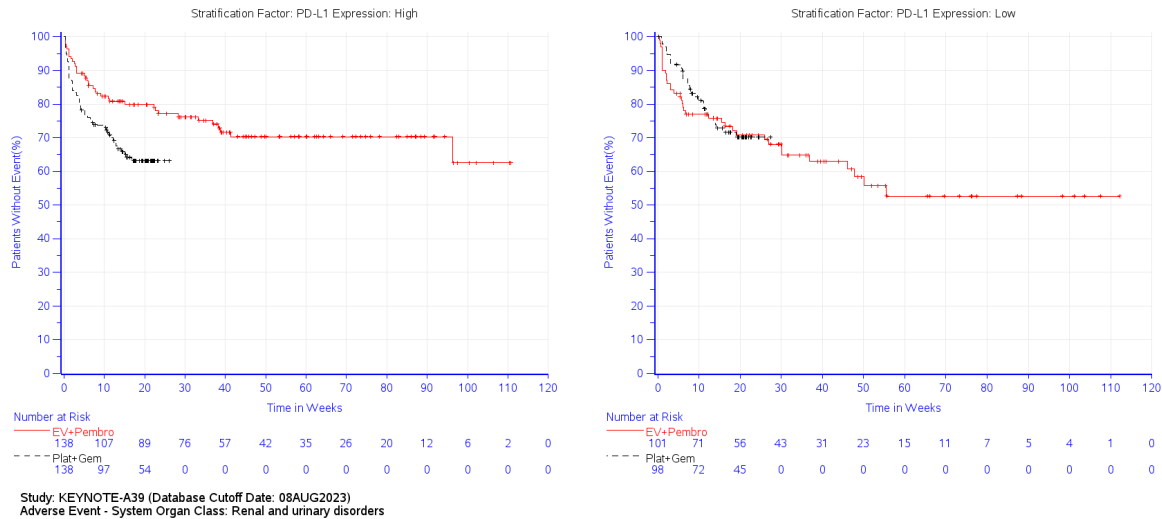 Stratification Factor: PD-L1 Expression: High
Patients Without Event(%)
100
90
80
70
60
50
40
30
20
10
0
0 10 20 30 40 50 60 70 80 90 100 110 120
Time in Weeks
Number at Risk
EV+Pembro
138 107 89 76 57 42 35 26 20 12 6 2 0
Plat+Gem
138 97 54 0 0 0 0 0 0 0 0 0 0
Stratification Factor: PD-L1 Expression: Low
Patients Without Event(%)
100
90
80
70
60
50
40
30
20
10
0
0 10 20 30 40 50 60 70 80 90 100 110 120
Time in Weeks
Number at Risk
EV+Pembro
101 71 56 43 31 23 15 11 7 5 4 1 0
Plat+Gem
98 72 45 0 0 0 0 0 0 0 0 0 0
Study: KEYNOTE-A39 (Database Cutoff Date: 08AUG2023)
Adverse Event - System Organ Class: Renal and urinary disorders